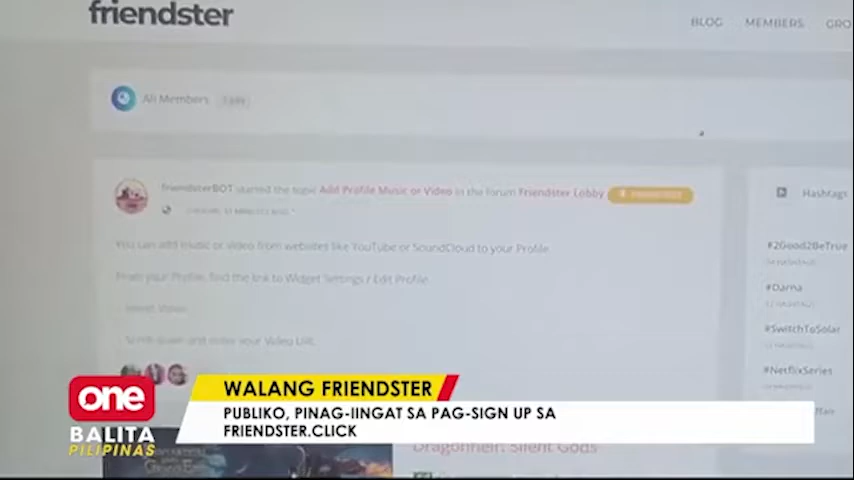 friendster
BLOG
MEMBERS
GRO
All Members
friendsterBOT started the topic Add Profile Music or Video in the forum Friendster Lobby
You can add music or video from websites like YouTube or SoundCloud to your Profile.
From your Profile, find the link to Widget Settings / Edit Profile
Select Video
Scroll down and enter your Video URL
Hashtags
#2Good2BeTrue
#Darna
#SwitchToSolar
#NetflixSeries
one
BALITA
PILIPINAS
WALANG FRIENDSTER
PUBLIKO, PINAG-IINGAT SA PAG-SIGN UP SA
FRIENDSTER.CLICK
Dragonheir: Silent Gods